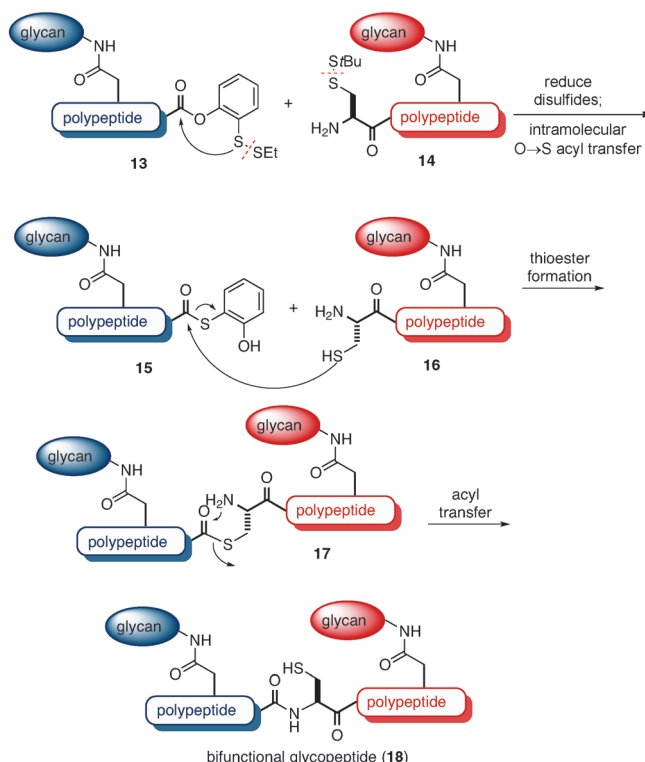 glycan
NH
O
polypeptide
O
O
S
SEt
13
+
StBu
S
H2N
O
glycan
NH
O
polypeptide
14
reduce
disulfides;
intramolecular
O→S acyl transfer
glycan
NH
O
polypeptide
O
S
OH
15
+
H2N
O
HS
glycan
NH
O
polypeptide
16
thioester
formation
glycan
NH
O
polypeptide
O
S
H2N
O
17
glycan
NH
O
polypeptide
acyl
transfer
glycan
NH
O
polypeptide
O
N
H
HS
O
glycan
NH
O
polypeptide
bifunctional glycopeptide (18)